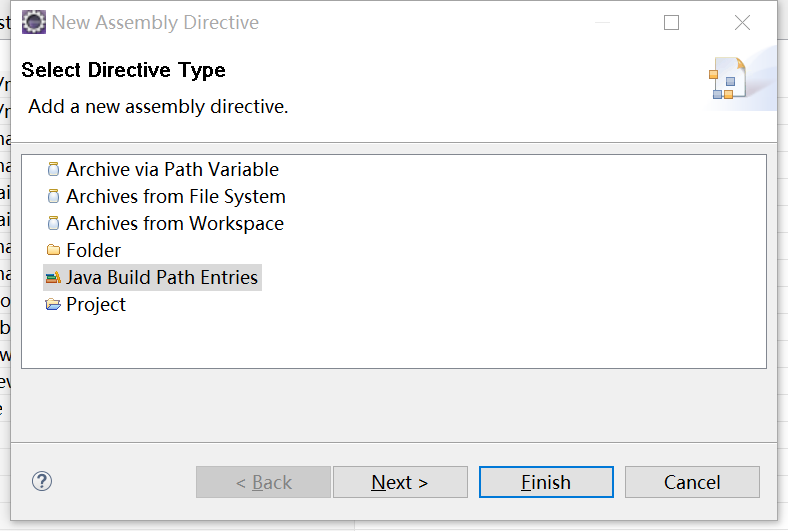 New Assembly Directive
Select Directive Type
Add a new assembly directive.
Archive via Path Variable
Archives from File System
Archives from Workspace
Folder
Java Build Path Entries
Project
< Back
Next >
Finish
Cancel